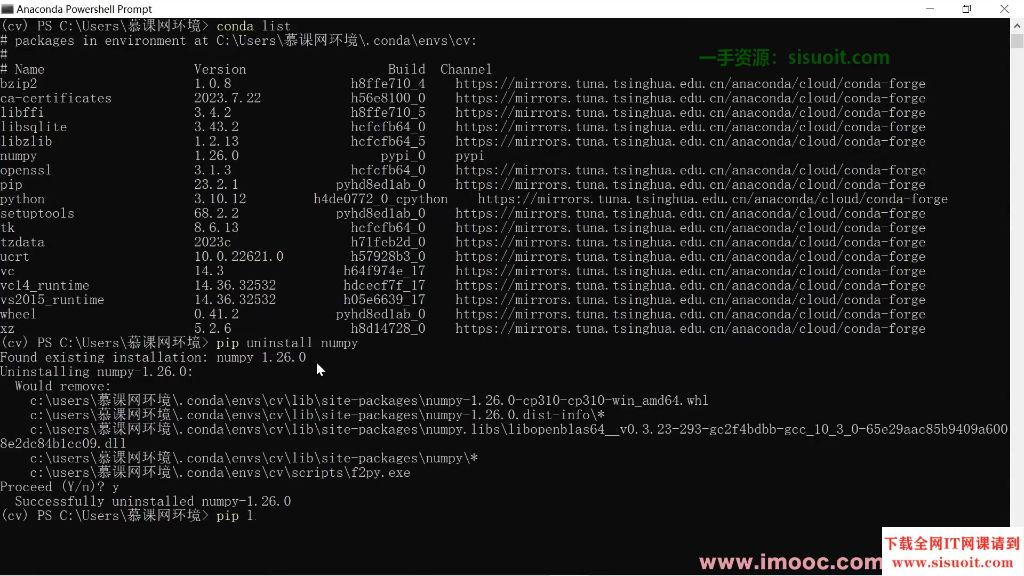 Anaconda Powershell Prompt
(cv) PS C:\Users\慕课网环境> conda list
# packages in environment at C:\Users\慕课网环境\.conda\envs\cv:
#
# Name Version Build Channel
bzip2 1.0.8 h8ffe710_4 https://mirrors.tuna.tsinghua.edu.cn/anaconda/cloud/conda-forge
ca-certificates 2023.7.22 h56e8100_0 https://mirrors.tuna.tsinghua.edu.cn/anaconda/cloud/conda-forge
libffi 3.4.2 h8ffe710_5 https://mirrors.tuna.tsinghua.edu.cn/anaconda/cloud/conda-forge
libsqlite 3.43.2 hcfcfb64_0 https://mirrors.tuna.tsinghua.edu.cn/anaconda/cloud/conda-forge
libzlib 1.2.13 hcfcfb64_5 https://mirrors.tuna.tsinghua.edu.cn/anaconda/cloud/conda-forge
numpy 1.26.0 pypi_0 pypi
openssl 3.1.3 hcfcfb64_0 https://mirrors.tuna.tsinghua.edu.cn/anaconda/cloud/conda-forge
pip 23.2.1 pyhd8ed1ab_0 https://mirrors.tuna.tsinghua.edu.cn/anaconda/cloud/conda-forge
python 3.10.12 h4de0772_0_cpython https://mirrors.tuna.tsinghua.edu.cn/anaconda/cloud/conda-forge
setuptools 68.2.2 pyhd8ed1ab_0 https://mirrors.tuna.tsinghua.edu.cn/anaconda/cloud/conda-forge
tk 8.6.13 hcfcfb64_0 https://mirrors.tuna.tsinghua.edu.cn/anaconda/cloud/conda-forge
tzdata 2023c h71feb2d_0 https://mirrors.tuna.tsinghua.edu.cn/anaconda/cloud/conda-forge
ucrt 10.0.22621.0 h57928b3_0 https://mirrors.tuna.tsinghua.edu.cn/anaconda/cloud/conda-forge
vc 14.3 h64f974e_17 https://mirrors.tuna.tsinghua.edu.cn/anaconda/cloud/conda-forge
vc14_runtime 14.36.32532 hdcecf7f_17 https://mirrors.tuna.tsinghua.edu.cn/anaconda/cloud/conda-forge
vs2015_runtime 14.36.32532 h05e6639_17 https://mirrors.tuna.tsinghua.edu.cn/anaconda/cloud/conda-forge
wheel 0.41.2 pyhd8ed1ab_0 https://mirrors.tuna.tsinghua.edu.cn/anaconda/cloud/conda-forge
xz 5.2.6 h8d14728_0 https://mirrors.tuna.tsinghua.edu.cn/anaconda/cloud/conda-forge
(cv) PS C:\Users\慕课网环境> pip uninstall numpy
Found existing installation: numpy 1.26.0
Uninstalling numpy-1.26.0:
Would remove:
c:\users\慕课网环境\.conda\envs\cv\lib\site-packages\numpy-1.26.0-cp310-cp310-win_amd64.whl
c:\users\慕课网环境\.conda\envs\cv\lib\site-packages\numpy-1.26.0.dist-info\*
c:\users\慕课网环境\.conda\envs\cv\lib\site-packages\numpy.libs\libopenblas64__v0.3.23-293-gc2f4bdbb-gcc_10_3_0-65e29aac85b9409a600
8e2dc84b1cc09.dll
c:\users\慕课网环境\.conda\envs\cv\lib\site-packages\numpy\*
c:\users\慕课网环境\.conda\envs\cv\scripts\f2py.exe
Proceed (Y/n)? y
Successfully uninstalled numpy-1.26.0
(cv) PS C:\Users\慕课网环境> pip l
一手资源：sisuoit.com
www.imooc.com
下载全网IT网课请到
www.sisuoit.com